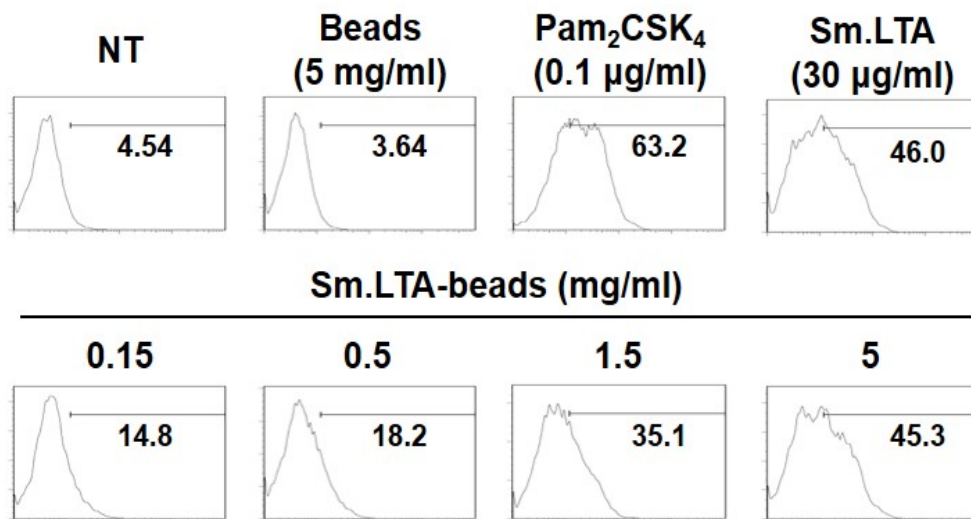 NT
Beads
(5 mg/ml)
Pam₂CSK₄
(0.1 µg/ml)
Sm.LTA
(30 µg/ml)
4.54
3.64
63.2
46.0
Sm.LTA-beads (mg/ml)
0.15
0.5
1.5
5
14.8
18.2
35.1
45.3